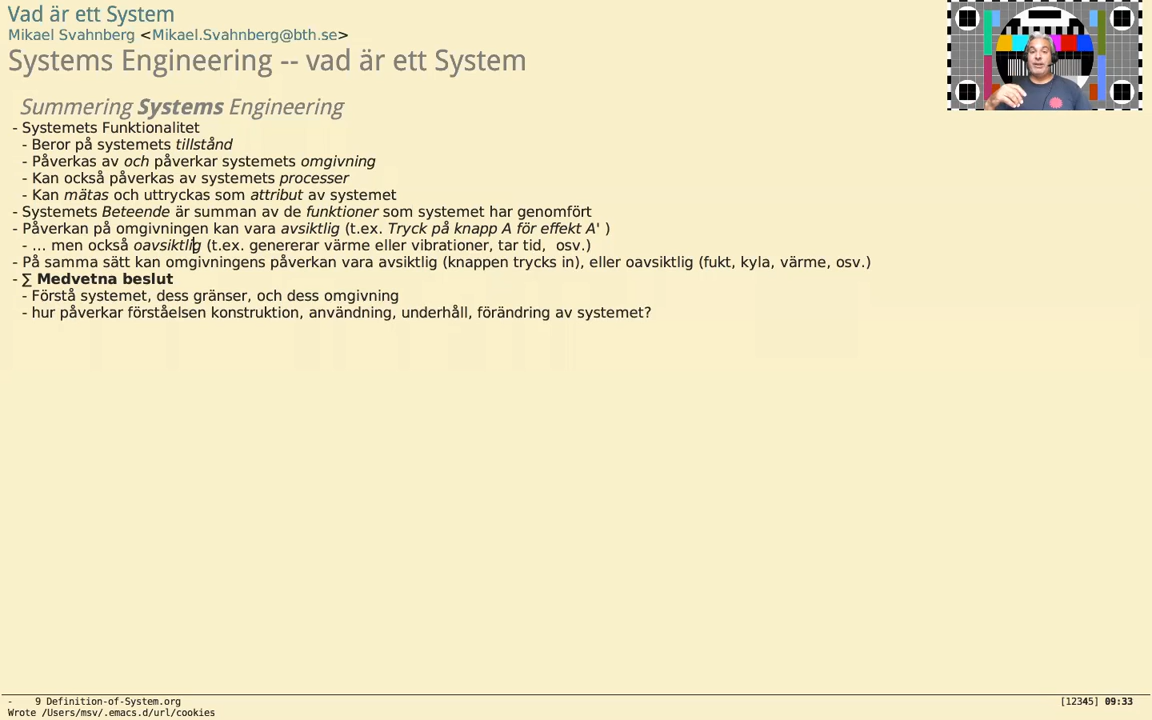 Vad är ett System
Mikael Svahnberg <Mikael.Svahnberg@bth.se>
Systems Engineering -- vad är ett System
Summering Systems Engineering
- Systemets Funktionalitet
- Beror på systemets tillstånd
- Påverkas av och påverkar systemets omgivning
- Kan också påverkas av systemets processer
- Kan mätas och uttryckas som attribut av systemet
- Systemets Beteende är summan av de funktioner som systemet har genomfört
- Påverkan på omgivningen kan vara avsiktlig (t.ex. Tryck på knapp A för effekt A' )
- ... men också oavsiktlig (t.ex. genererar värme eller vibrationer, tar tid,  osv.)
- På samma sätt kan omgivningens påverkan vara avsiktlig (knappen trycks in), eller oavsiktlig (fukt, kyla, värme, osv.)
- ∑ Medvetna beslut
- Förstå systemet, dess gränser, och dess omgivning
- hur påverkar förståelsen konstruktion, användning, underhåll, förändring av systemet?
- 9 Definition-of-System.org [12345] 09:33
Wrote /Users/msv/.emacs.d/url/cookies